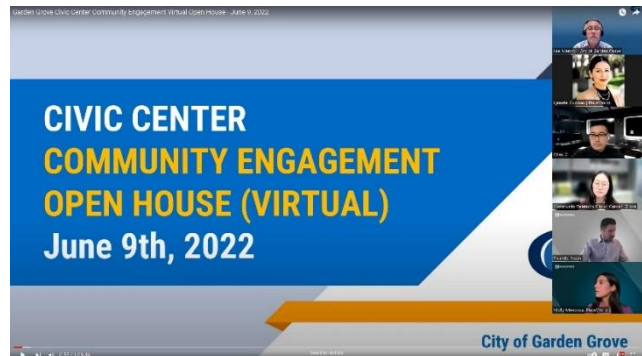 Garden Grove Civic Center Community Engagement Virtual Open House - June 9, 2022
CIVIC CENTER
COMMUNITY ENGAGEMENT
OPEN HOUSE (VIRTUAL)
June 9th, 2022
City of Garden Grove